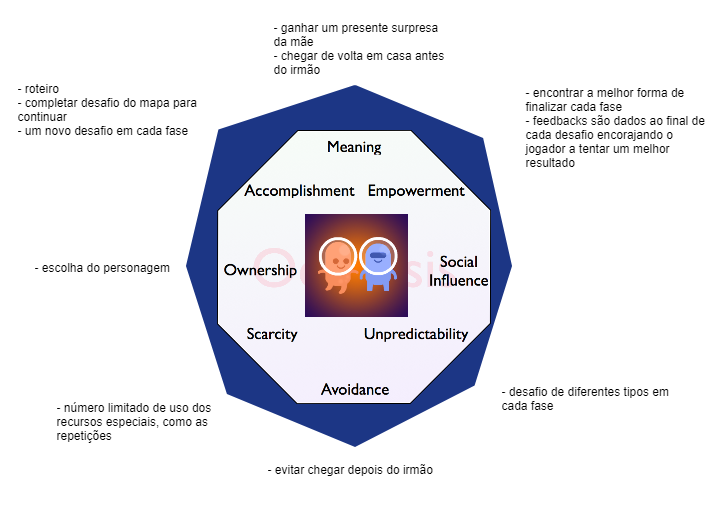 - ganhar um presente surpresa
da mãe
- chegar de volta em casa antes
do irmão
- roteiro
- completar desafio do mapa para
continuar
- um novo desafio em cada fase
- encontrar a melhor forma de
finalizar cada fase
- feedbacks são dados ao final de
cada desafio encorajando o
jogador a tentar um melhor
resultado
Meaning
Accomplishment
Empowerment
- escolha do personagem
Ownership
Social
Influence
Scarcity
Unpredictability
Avoidance
- número limitado de uso dos
recursos especiais, como as
repetições
- desafio de diferentes tipos em
cada fase
- evitar chegar depois do irmão